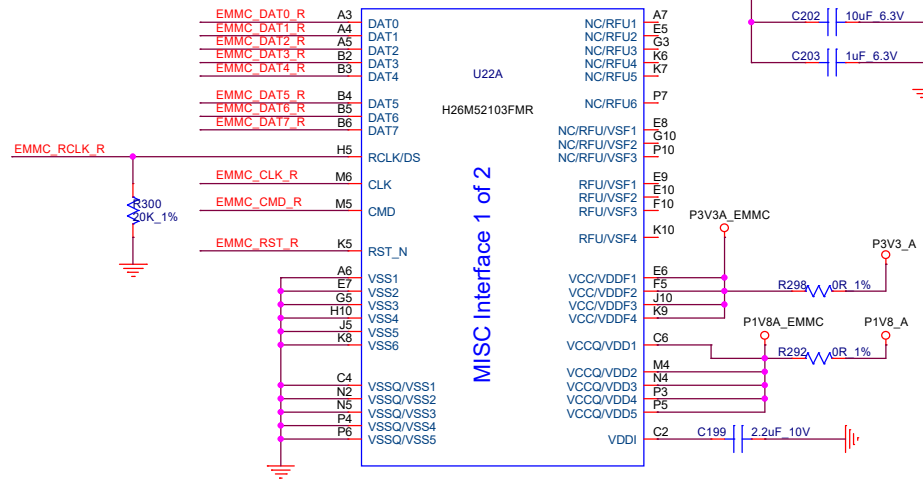 EMMC_DAT0_R A3 DAT0
EMMC_DAT1_R A4 DAT1
EMMC_DAT2_R A5 DAT2
EMMC_DAT3_R B2 DAT3
EMMC_DAT4_R B3 DAT4
EMMC_DAT5_R B4 DAT5
EMMC_DAT6_R B5 DAT6
EMMC_DAT7_R B6 DAT7
EMMC_RCLK_R H5 RCLK/DS
EMMC_CLK_R M6 CLK
R300
20K_1%
EMMC_CMD_R M5 CMD
EMMC_RST_R K5 RST_N
A6 VSS1
E7 VSS2
G5 VSS3
H10 VSS4
J5 VSS5
K8 VSS6
C4 VSSQ/VSS1
N2 VSSQ/VSS2
N5 VSSQ/VSS3
P4 VSSQ/VSS4
P6 VSSQ/VSS5
U22A
H26M52103FMR
MISC Interface 1 of 2
NC/RFU1 A7
NC/RFU2 E5
NC/RFU3 G3
NC/RFU4 K6
NC/RFU5 K7
NC/RFU6 P7
NC/RFU/VSF1 E8
NC/RFU/VSF2 G10
NC/RFU/VSF3 P10
RFU/VSF1 E9
RFU/VSF2 E10
RFU/VSF3 F10
RFU/VSF4 K10
VCC/VDDF1 E6
VCC/VDDF2 F5
VCC/VDDF3 J10
VCC/VDDF4 K9
VCCQ/VDD1 C6
VCCQ/VDD2 M4
VCCQ/VDD3 N4
VCCQ/VDD4 P3
VCCQ/VDD5 P5
VDDI C2
C202 10uF_6.3V
C203 1uF_6.3V
P3V3A_EMMC
P3V3_A
R298 0R_1%
P1V8A_EMMC
P1V8_A
R292 0R_1%
C199 2.2uF_10V